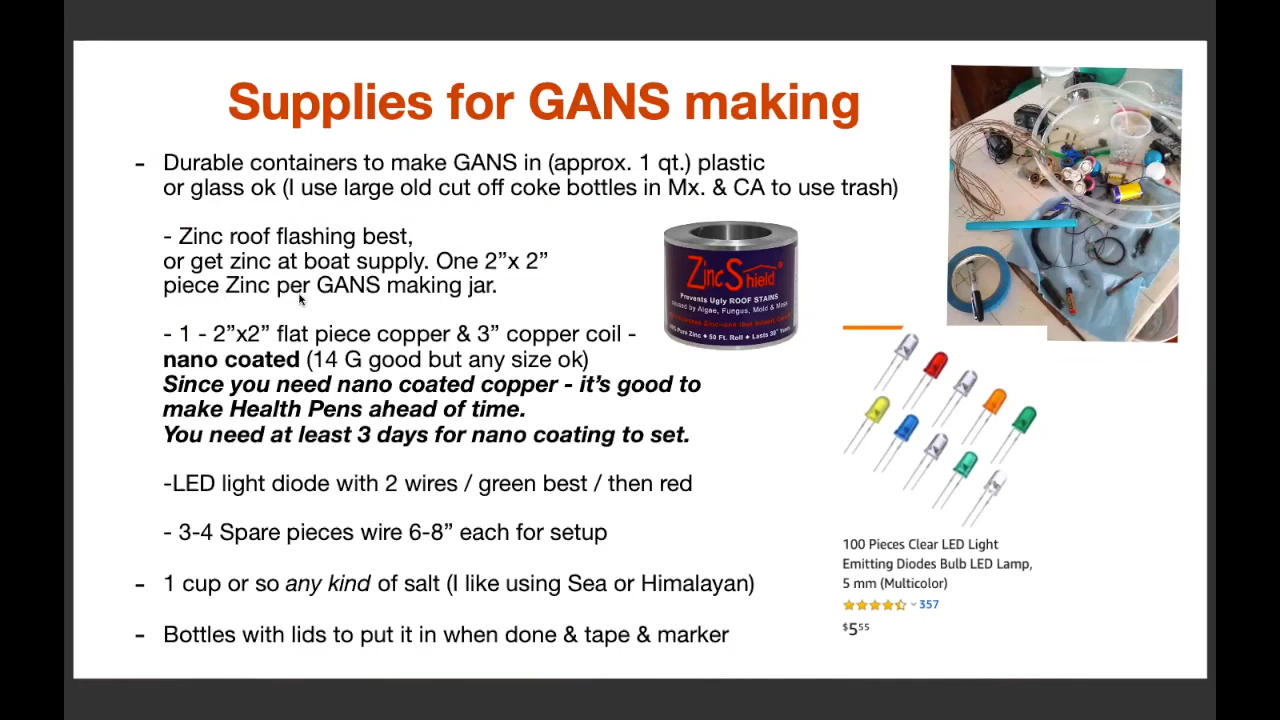 Supplies for GANS making
- Durable containers to make GANS in (approx. 1 qt.) plastic
or glass ok (I use large old cut off coke bottles in Mx. & CA to use trash)
- Zinc roof flashing best,
or get zinc at boat supply. One 2”x 2”
piece Zinc per GANS making jar.
- 1 - 2”x2” flat piece copper & 3” copper coil -
nano coated (14 G good but any size ok)
Since you need nano coated copper - it’s good to
make Health Pens ahead of time.
You need at least 3 days for nano coating to set.
-LED light diode with 2 wires / green best / then red
- 3-4 Spare pieces wire 6-8” each for setup
- 1 cup or so any kind of salt (I like using Sea or Himalayan)
- Bottles with lids to put it in when done & tape & marker
ZincShield®
Prevents Ugly ROOF STAINS
caused by Algae, Fungus, Mold & Moss
Pure Zinc • 50 Ft. Roll • Lasts
100 Pieces Clear LED Light
Emitting Diodes Bulb LED Lamp,
5 mm (Multicolor)
357
$555